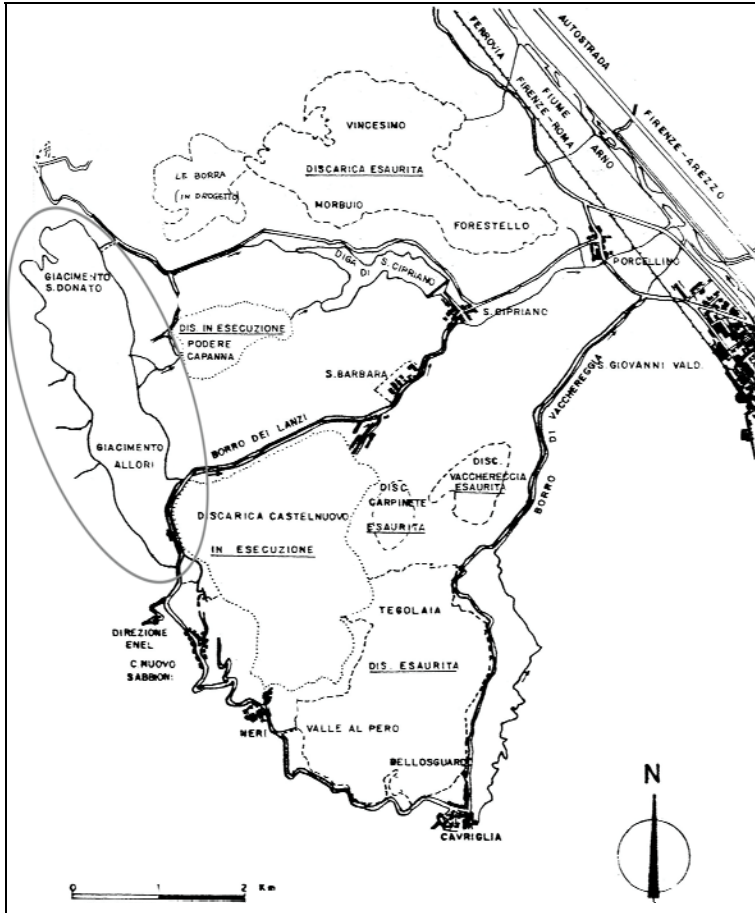 AUTOSTRADA
FIRENZE-AREZZO
FERROVIA
FIRENZE-ROMA
FIUME
ARNO
VINCESIMO
DISCARICA ESAURITA
LE BORRA
(IN PROGETTO)
MORBUIO
FORESTELLO
PORCELLINO
DIGA DI
S. CIPRIANO
GIACIMENTO
S. DONATO
DIS. IN ESECUZIONE
PODERE
CAPANNA
S. CIPRIANO
S. BARBARA
S. GIOVANNI VALD.
BORRO DI VACCHEREGGIA
GIACIMENTO
ALLORI
BORRO DEI LANZI
DISC.
VACCHEREGGIA
ESAURITA
DISC.
CARPINETE
ESAURITA
DISCARICA CASTELNUOVO
IN ESECUZIONE
TEGOLAIA
DIREZIONE
ENEL
C. NUOVO
SABBIONI
DIS. ESAURITA
NERI
VALLE AL PERO
BELLOSGUARDO
CAVRIGLIA
N
0 1 2 Km